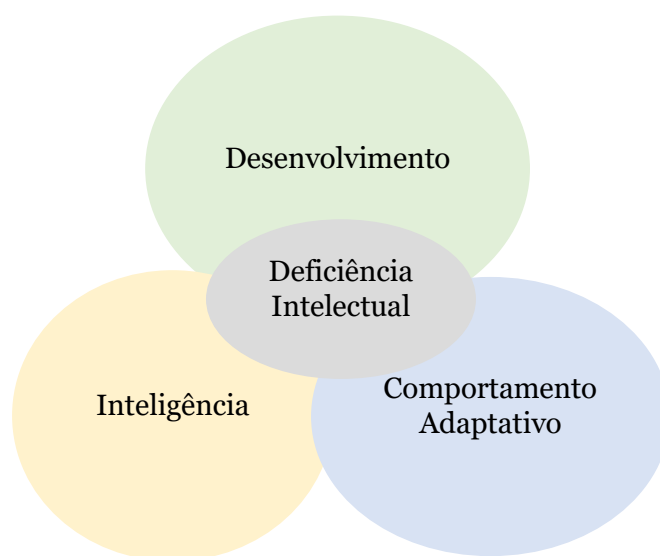 Desenvolvimento
Deficiência
Intelectual
Inteligência
Comportamento
Adaptativo